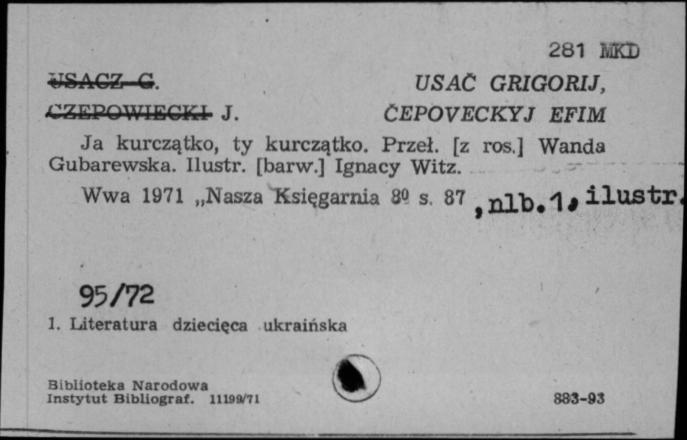 281 MKD
USACZ G. USAČ GRIGORIJ,
CZEPOWIECKI J. ČEPOVECKYJ EFIM
Ja kurczątko, ty kurczątko. Przeł. [z ros.] Wanda
Gubarewska. Ilustr. [barw.] Ignacy Witz.
Wwa 1971 „Nasza Księgarnia 8º s. 87 , nlb. 1, ilustr.
95/72
1. Literatura dziecięca ukraińska
Biblioteka Narodowa
Instytut Bibliograf. 11199/71 883-93